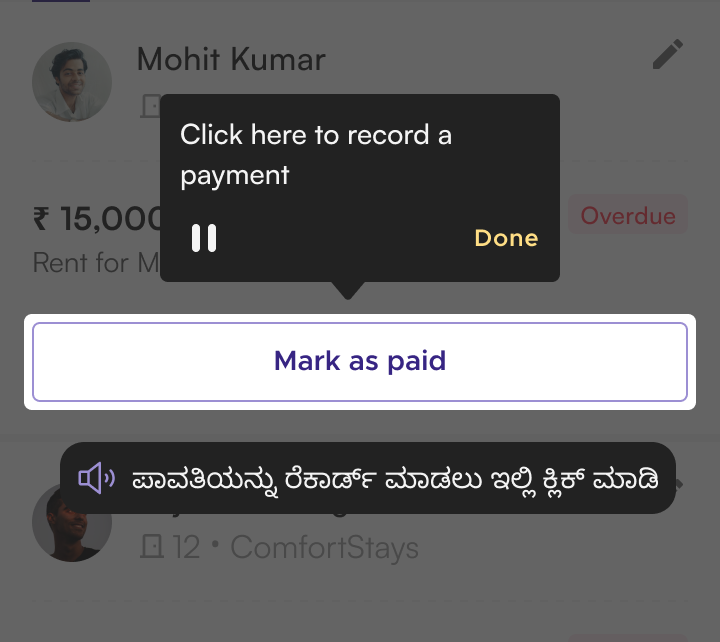 Mohit Kumar
Click here to record a
payment
₹ 15,000
Overdue
Rent for
Done
Mark as paid
ಪಾವತಿಯನ್ನು ರೆಕಾರ್ಡ್ ಮಾಡಲು ಇಲ್ಲಿ ಕ್ಲಿಕ್ ಮಾಡಿ
12 • ComfortStays